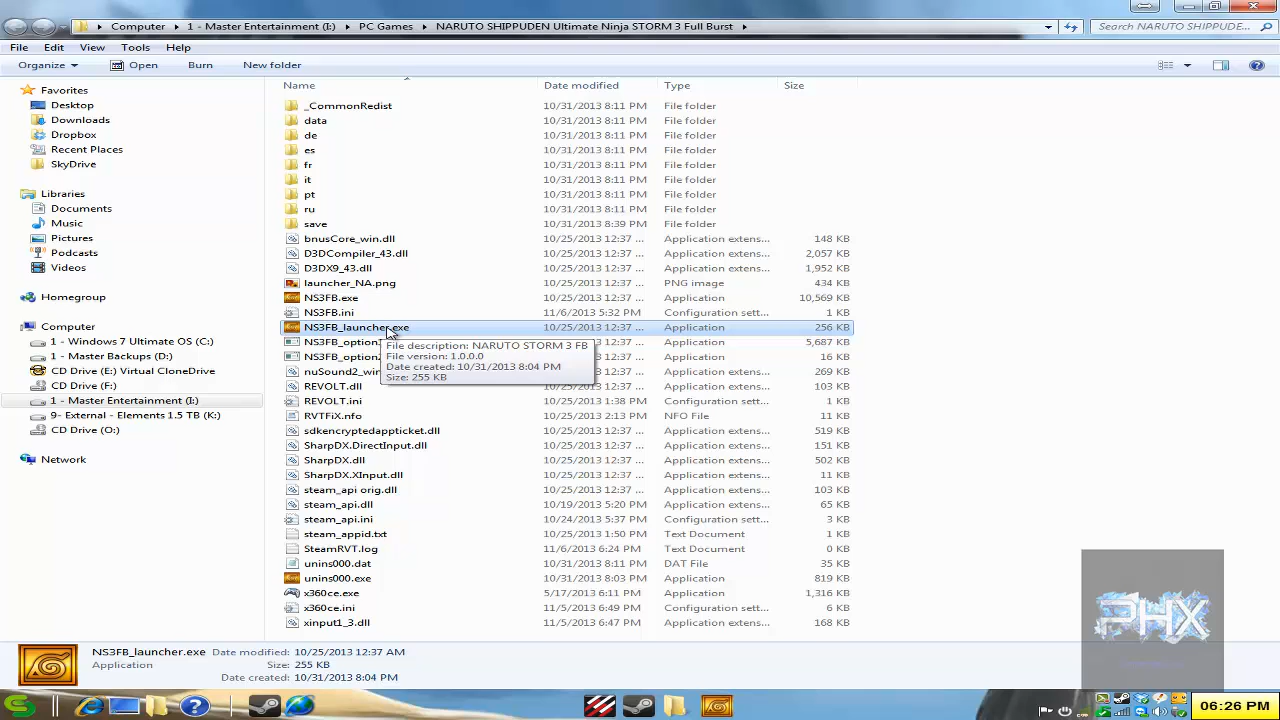 Computer ▸ 1 - Master Entertainment (I:) ▸ PC Games ▸ NARUTO SHIPPUDEN Ultimate Ninja STORM 3 Full Burst ▸
Search NARUTO SHIPPUDE...
File Edit View Tools Help
Organize Open Burn New folder
Name Date modified Type Size
Favorites
Desktop
Downloads
Dropbox
Recent Places
SkyDrive
Libraries
Documents
Music
Pictures
Podcasts
Videos
Homegroup
Computer
1 - Windows 7 Ultimate OS (C:)
1 - Master Backups (D:)
CD Drive (E:) Virtual CloneDrive
CD Drive (F:)
1 - Master Entertainment (I:)
9- External - Elements 1.5 TB (K:)
CD Drive (O:)
Network
_CommonRedist 10/31/2013 8:11 PM File folder
data 10/31/2013 8:11 PM File folder
de 10/31/2013 8:11 PM File folder
es 10/31/2013 8:11 PM File folder
fr 10/31/2013 8:11 PM File folder
it 10/31/2013 8:11 PM File folder
pt 10/31/2013 8:11 PM File folder
ru 10/31/2013 8:11 PM File folder
save 10/31/2013 8:39 PM File folder
bnusCore_win.dll 10/25/2013 12:37 ... Application extens... 148 KB
D3DCompiler_43.dll 10/25/2013 12:37 ... Application extens... 2,057 KB
D3DX9_43.dll 10/25/2013 12:37 ... Application extens... 1,952 KB
launcher_NA.png 10/25/2013 12:37 ... PNG image 434 KB
NS3FB.exe 10/25/2013 12:37 ... Application 10,569 KB
NS3FB.ini 11/6/2013 5:32 PM Configuration sett... 1 KB
NS3FB_launcher.exe 10/25/2013 12:37 ... Application 256 KB
NS3FB_option 10/25/2013 12:37 ... Application 5,687 KB
NS3FB_option 10/25/2013 12:37 ... Application 16 KB
nuSound2_win 10/25/2013 12:37 ... Application extens... 269 KB
REVOLT.dll 10/25/2013 12:37 ... Application extens... 103 KB
REVOLT.ini 10/31/2013 1:38 PM Configuration sett... 1 KB
RVTFiX.nfo 10/31/2013 2:13 PM NFO File 11 KB
sdkencryptedappticket.dll 10/25/2013 12:37 ... Application extens... 519 KB
SharpDX.DirectInput.dll 10/25/2013 12:37 ... Application extens... 151 KB
SharpDX.dll 10/25/2013 12:37 ... Application extens... 502 KB
SharpDX.XInput.dll 10/25/2013 12:37 ... Application extens... 11 KB
steam_api orig.dll 10/25/2013 12:37 ... Application extens... 103 KB
steam_api.dll 10/19/2013 5:20 PM Application extens... 65 KB
steam_api.ini 10/24/2013 5:37 PM Configuration sett... 3 KB
steam_appid.txt 10/25/2013 1:50 PM Text Document 0 KB
SteamRVT.log 11/6/2013 6:24 PM Text Document 0 KB
unins000.dat 10/31/2013 8:11 PM DAT File 35 KB
unins000.exe 10/31/2013 8:03 PM Application 819 KB
x360ce.exe 5/17/2013 6:11 PM Application 1,316 KB
x360ce.ini 11/5/2013 6:49 PM Configuration sett... 6 KB
xinput1_3.dll 11/5/2013 6:47 PM Application extens... 168 KB
File description: NARUTO STORM 3 FB
File version: 1.0.0.0
Date created: 10/31/2013 8:04 PM
Size: 255 KB
PHX
NS3FB_launcher.exe Date modified: 10/25/2013 12:37 AM
Application Size: 255 KB
Date created: 10/31/2013 8:04 PM
06:26 PM